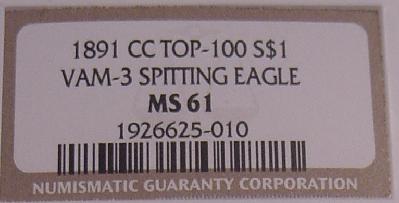 1891 CC TOP-100 S$1
VAM-3 SPITTING EAGLE
MS 61
1926625-010
NUMISMATIC GUARANTY CORPORATION